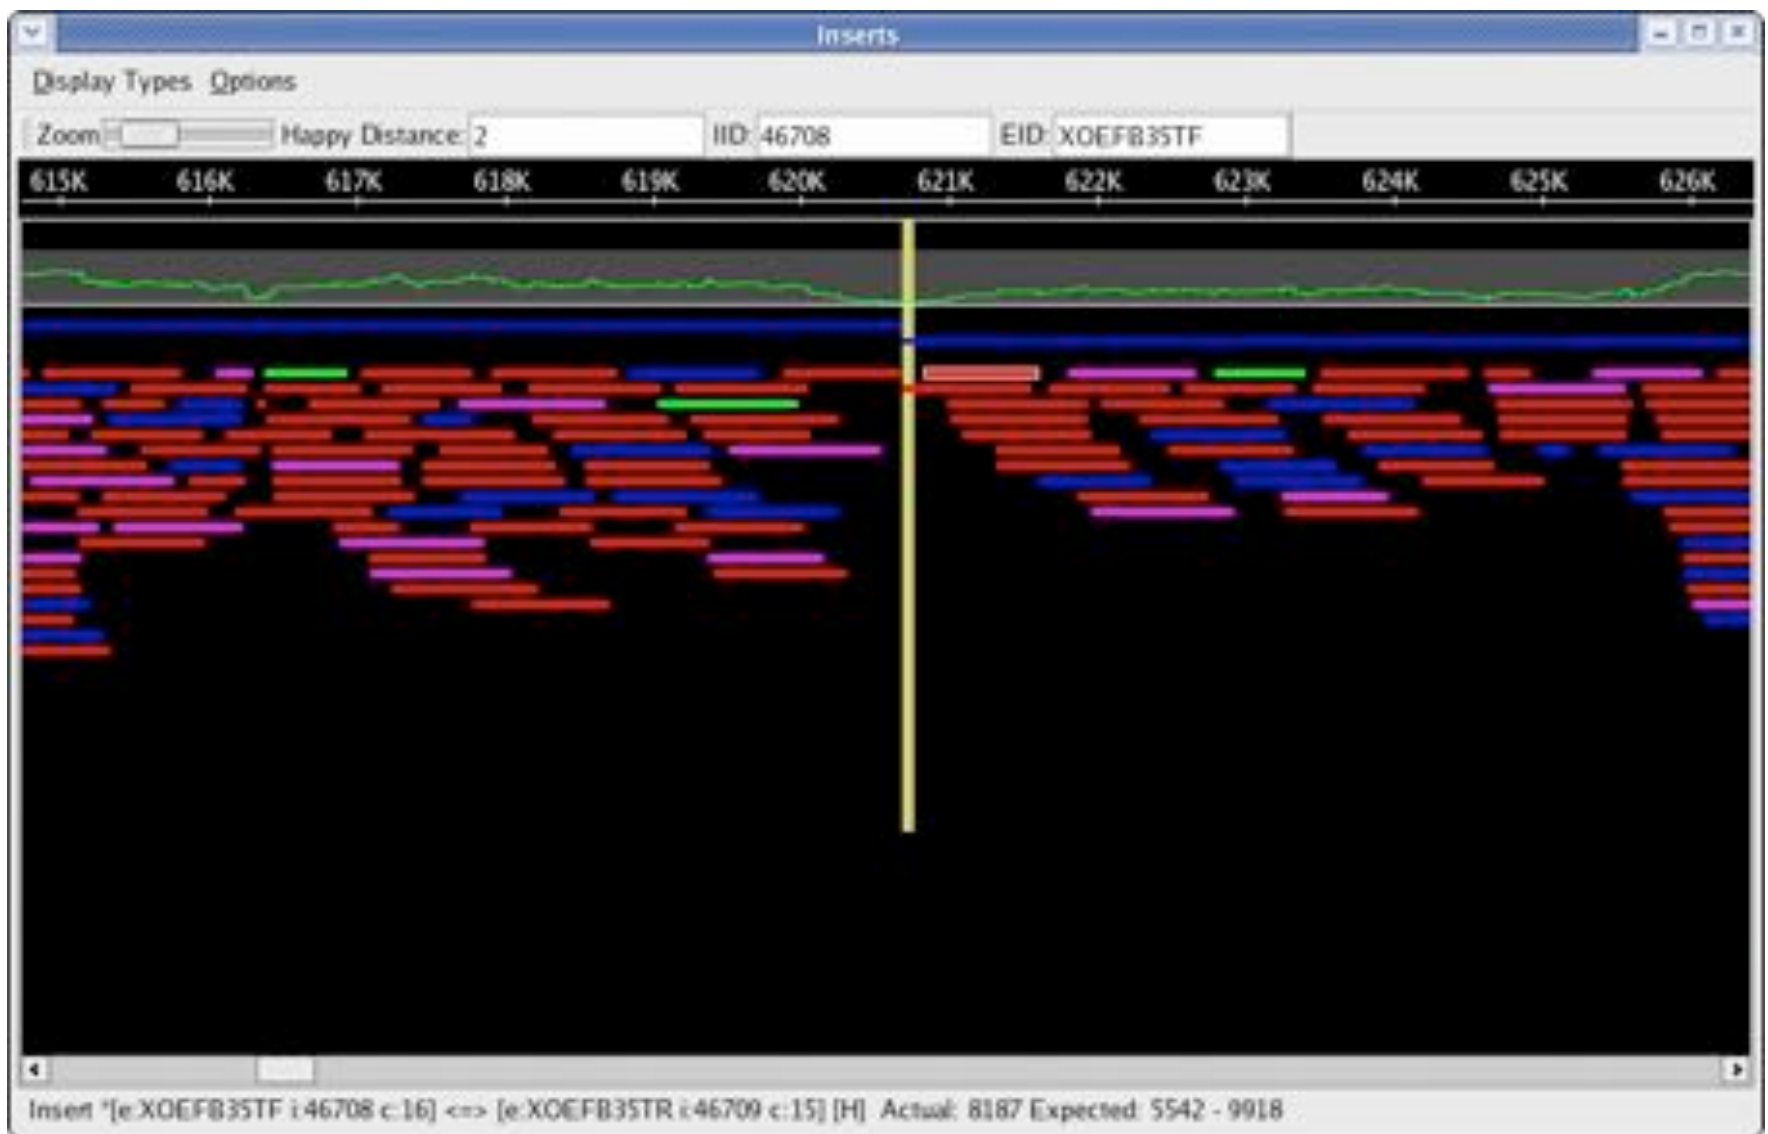 Inserts
Display Types Options
Zoom Happy Distance: 2 IID: 46708 EID: XOEFB35TF
615K 616K 617K 618K 619K 620K 621K 622K 623K 624K 625K 626K
Insert *[e:XOEFB35TF i:46708 c:16] <=> [e:XOEFB35TR i:46709 c:15] [H] Actual: 8187 Expected: 5542 - 9918